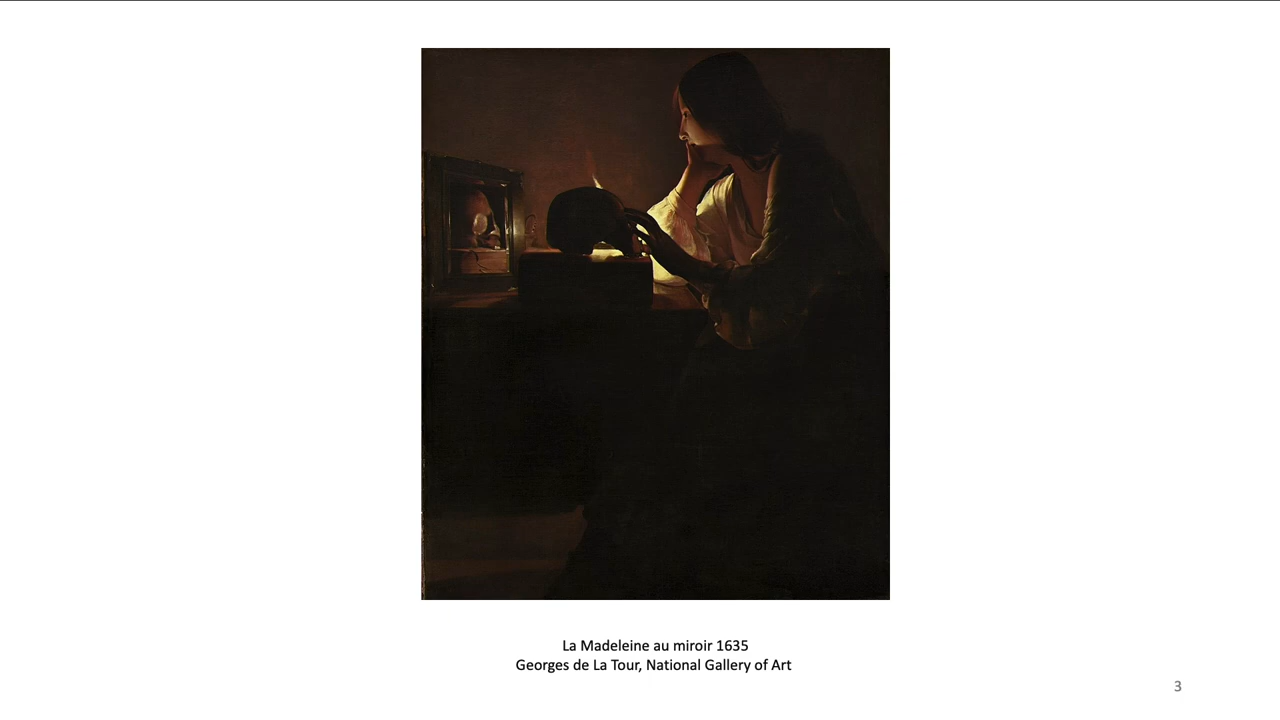 La Madeleine au miroir 1635
Georges de La Tour, National Gallery of Art
3